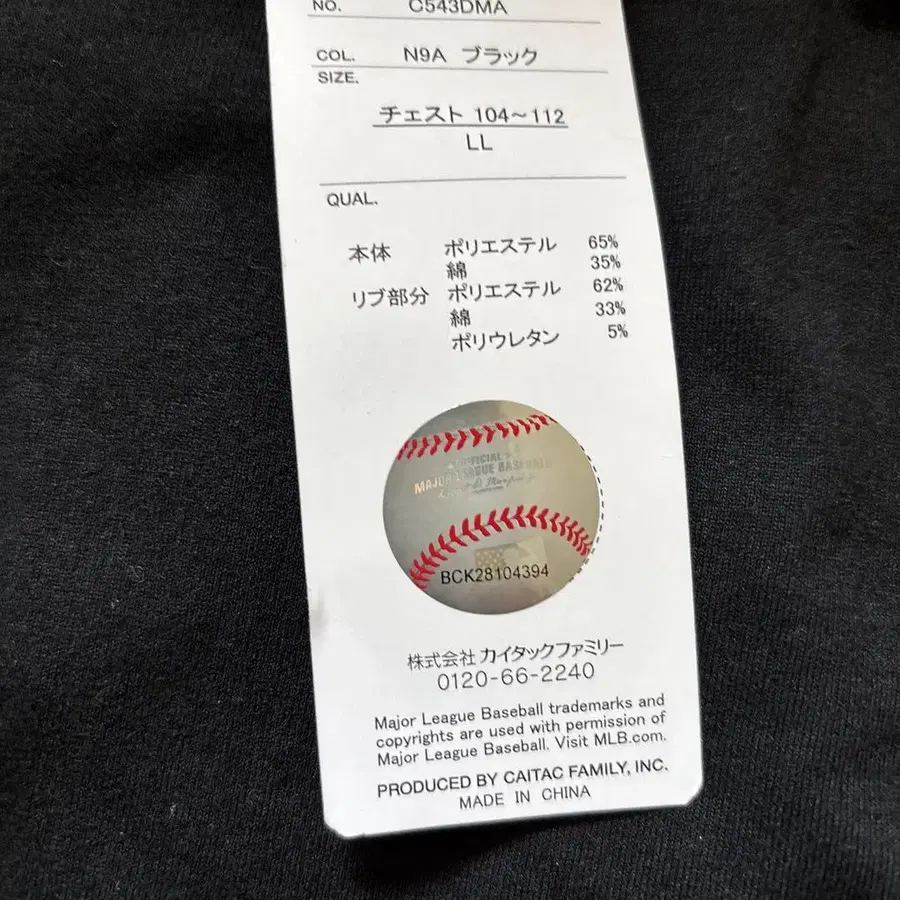 NO. C543DMA
COL. N9A ブラック
SIZE.
チェスト 104～112
LL
QUAL.
本体 ポリエステル 65%
綿 35%
リブ部分 ポリエステル 62%
綿 33%
ポリウレタン 5%
OFFICIAL
MAJOR LEAGUE BASEBALL
BCK28104394
株式会社 カイタックファミリー
0120-66-2240
Major League Baseball trademarks and
copyrights are used with permission of
Major League Baseball. Visit MLB.com.
PRODUCED BY CAITAC FAMILY, INC.
MADE IN CHINA